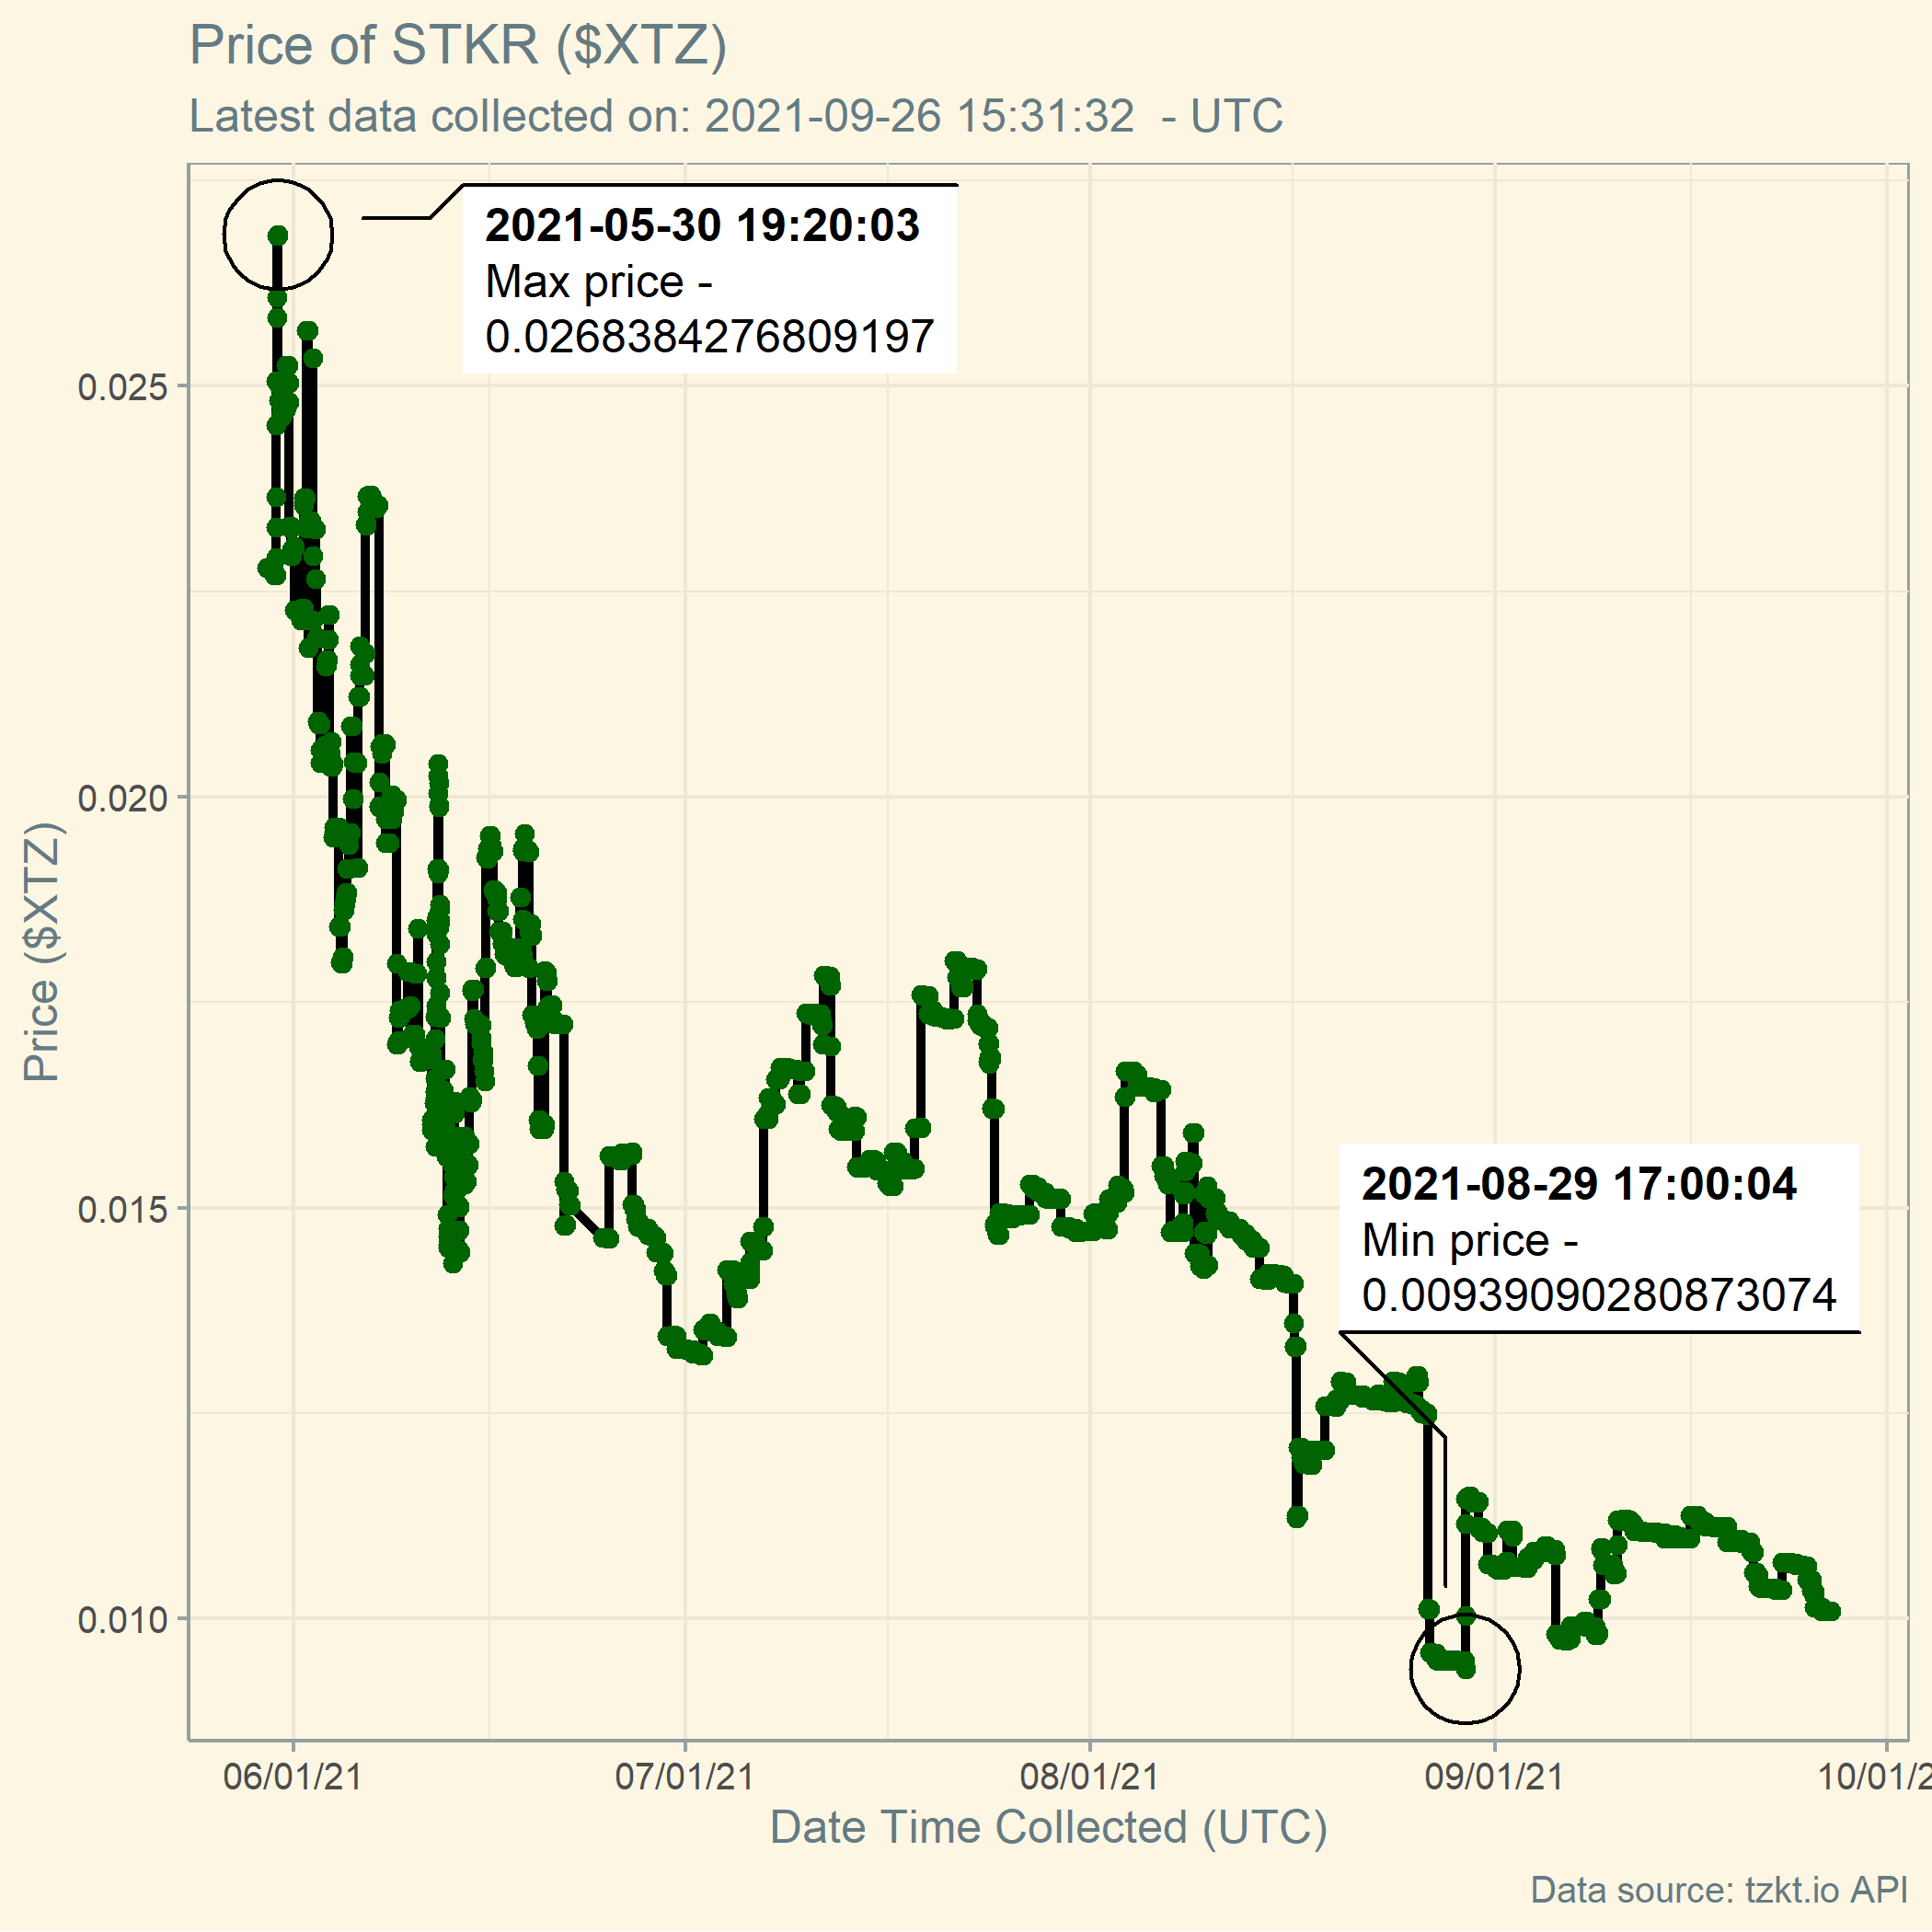 Price of STKR ($XTZ)
Latest data collected on: 2021-09-26 15:31:32  - UTC
2021-05-30 19:20:03
Max price -
0.0268384276809197
0.025
0.020
0.015
0.010
Price ($XTZ)
2021-08-29 17:00:04
Min price -
0.00939090280873074
06/01/21
07/01/21
08/01/21
09/01/21
10/01/2
Date Time Collected (UTC)
Data source: tzkt.io API